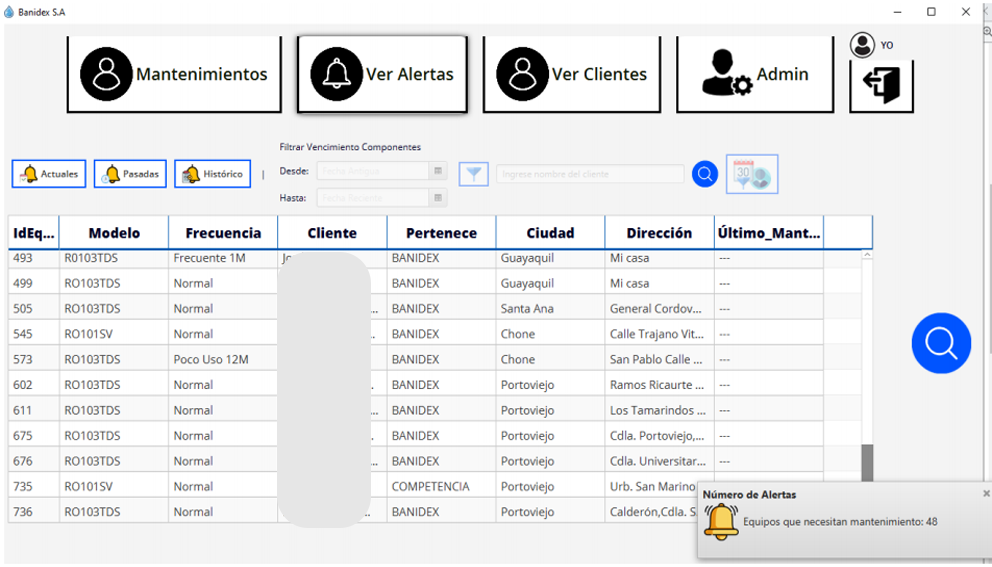 Banidex S.A
YO
Mantenimientos
Ver Alertas
Ver Clientes
Admin
Filtrar Vencimiento Componentes
Actuales
Pasadas
Histórico
|
Desde:
Fecha Antigua
Ingrese nombre del cliente
30
Hasta:
Fecha Reciente
IdEq... Modelo Frecuencia Cliente Pertenece Ciudad Dirección Último_Mant...
493 R0103TDS Frecuente 1M Jo BANIDEX Guayaquil Mi casa ---
499 RO103TDS Normal BANIDEX Guayaquil Mi casa ---
505 RO103TDS Normal ... BANIDEX Santa Ana General Cordov... ---
545 RO101SV Normal ... BANIDEX Chone Calle Trajano Vit... ---
573 RO103TDS Poco Uso 12M ... BANIDEX Chone San Pablo Calle ... ---
602 RO103TDS Normal . BANIDEX Portoviejo Ramos Ricaurte ... ---
611 RO103TDS Normal ... BANIDEX Portoviejo Los Tamarindos ... ---
675 RO103TDS Normal . BANIDEX Portoviejo Cdla. Portoviejo,... ---
676 RO103TDS Normal ... BANIDEX Portoviejo Cdla. Universitar... ---
735 RO101SV Normal COMPETENCIA Portoviejo Urb. San Marino
736 RO103TDS Normal .. BANIDEX Portoviejo Calderón,Cdla. S
Número de Alertas
Equipos que necesitan mantenimiento: 48